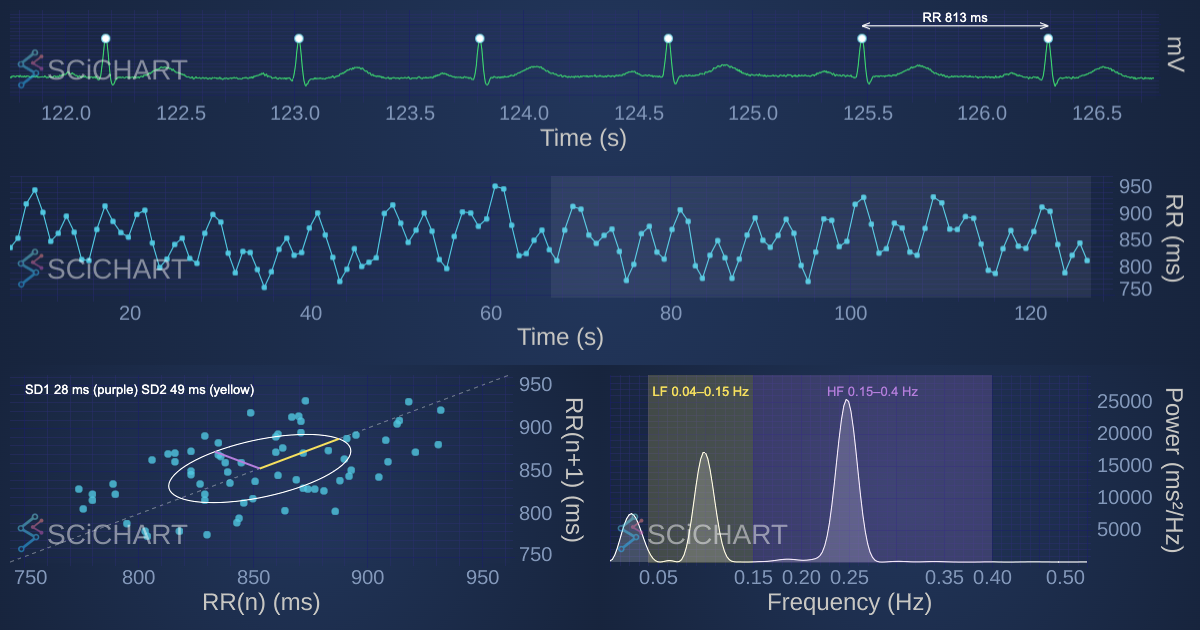 RR 813 ms
mV
SCiCHART
122.0 122.5 123.0 123.5 124.0 124.5 125.0 125.5 126.0 126.5
Time (s)
950
900
850
800
750
RR (ms)
SCiCHART
20 40 60 80 100 120
Time (s)
SD1 28 ms (purple) SD2 49 ms (yellow)
950
900
850
800
750
RR(n+1) (ms)
SCiCHART
750 800 850 900 950
RR(n) (ms)
LF 0.04–0.15 Hz
HF 0.15–0.4 Hz
25000
20000
15000
10000
5000
Power (ms²/Hz)
SCiCHART
0.05 0.15 0.20 0.25 0.35 0.40 0.50
Frequency (Hz)